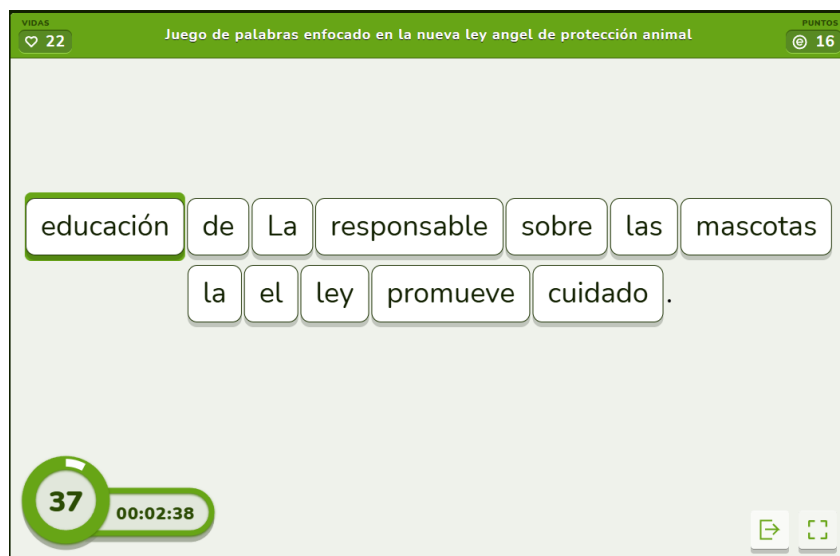 VIDAS
22
Juego de palabras enfocado en la nueva ley angel de protección animal
PUNTOS
16
educación de La responsable sobre las mascotas
la el ley promueve cuidado .
37
00:02:38